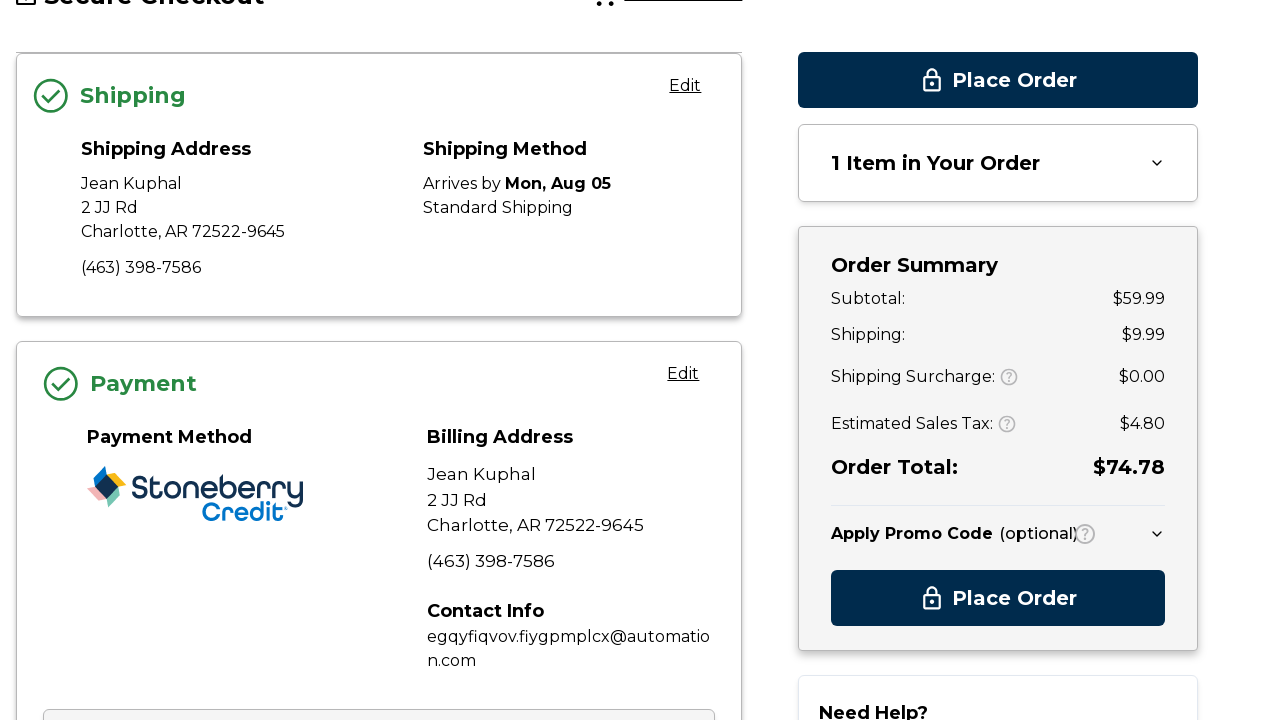 Secure Checkout
Shipping
Edit
Shipping Address
Jean Kuphal
2 JJ Rd
Charlotte, AR 72522-9645
(463) 398-7586
Shipping Method
Arrives by Mon, Aug 05
Standard Shipping
Payment
Edit
Payment Method
Stoneberry
Credit
Billing Address
Jean Kuphal
2 JJ Rd
Charlotte, AR 72522-9645
(463) 398-7586
Contact Info
egqyfiqvov.fiygpmplcx@automatio
n.com
Place Order
1 Item in Your Order
Order Summary
Subtotal: $59.99
Shipping: $9.99
Shipping Surcharge: $0.00
Estimated Sales Tax: $4.80
Order Total: $74.78
Apply Promo Code (optional)
Place Order
Need Help?